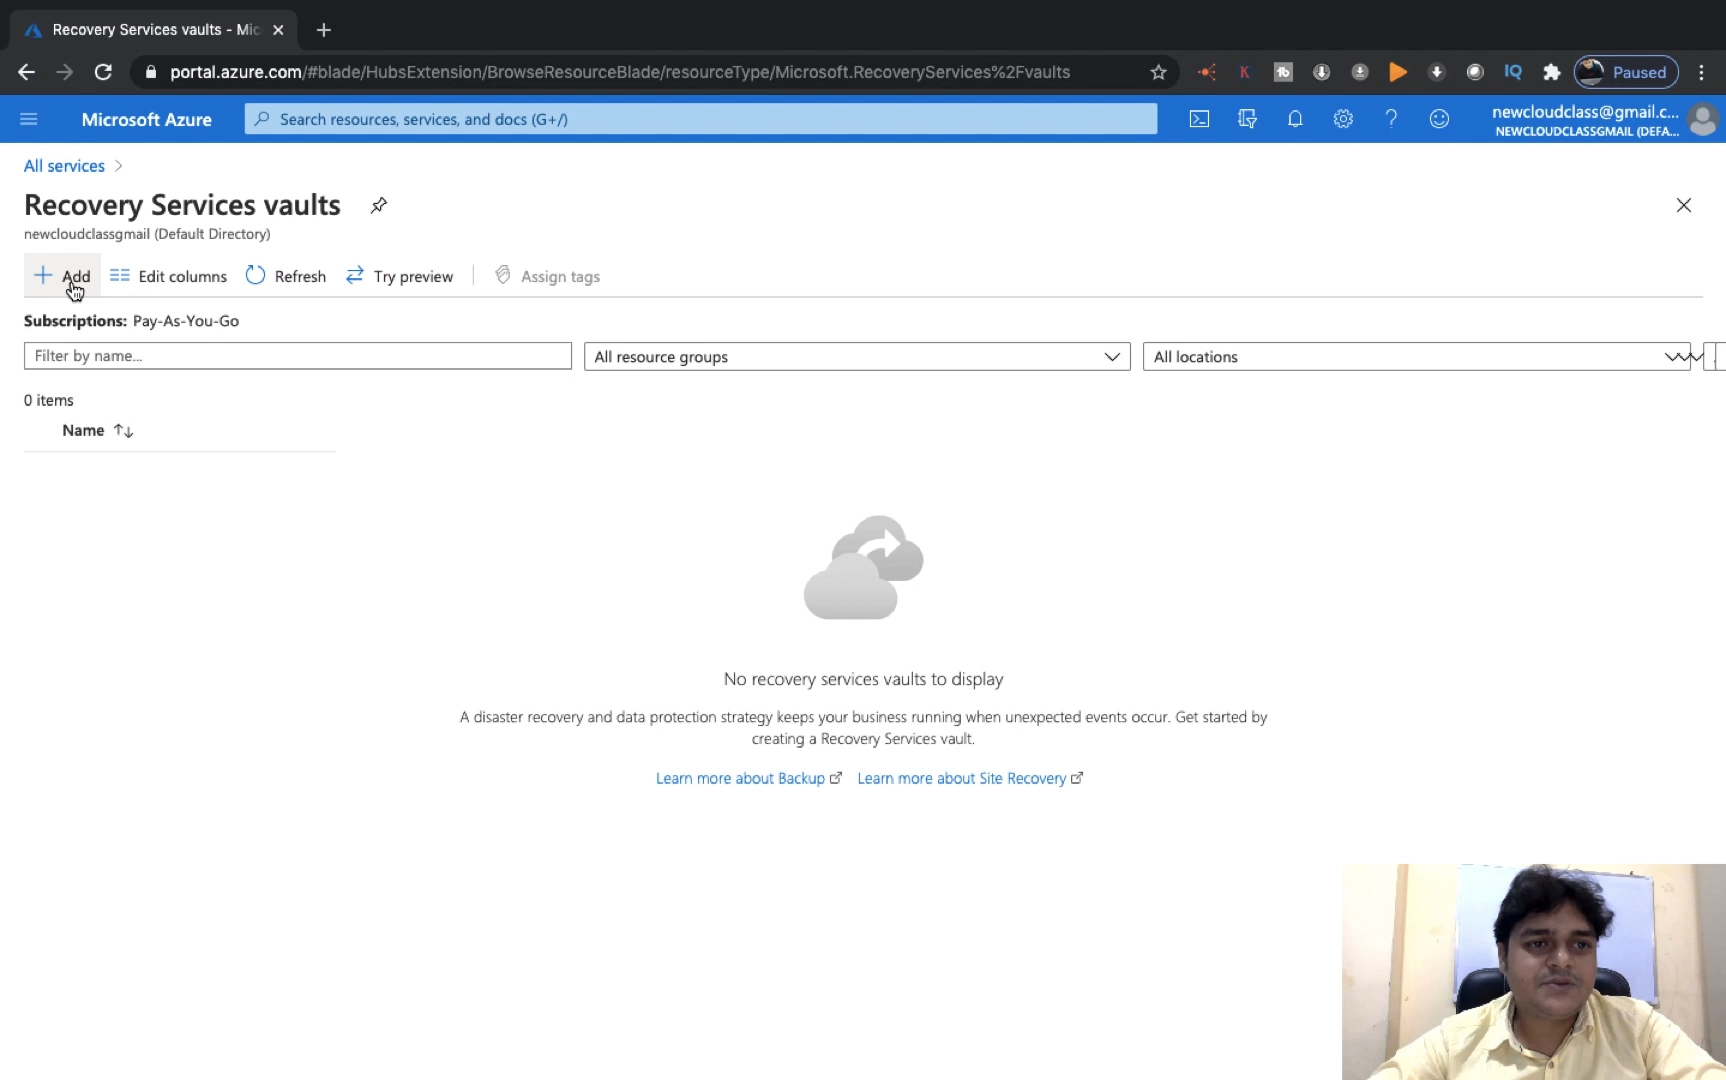 Recovery Services vaults - Mic
portal.azure.com/#blade/HubsExtension/BrowseResourceBlade/resourceType/Microsoft.RecoveryServices%2Fvaults
K
tb
IQ
Paused
Microsoft Azure
Search resources, services, and docs (G+/)
newcloudclass@gmail.c...
NEWCLOUDCLASSGMAIL (DEFA...
All services
Recovery Services vaults
newcloudclassgmail (Default Directory)
Add
Edit columns
Refresh
Try preview
Assign tags
Subscriptions: Pay-As-You-Go
Filter by name...
All resource groups
All locations
0 items
Name
No recovery services vaults to display
A disaster recovery and data protection strategy keeps your business running when unexpected events occur. Get started by
creating a Recovery Services vault.
Learn more about Backup
Learn more about Site Recovery